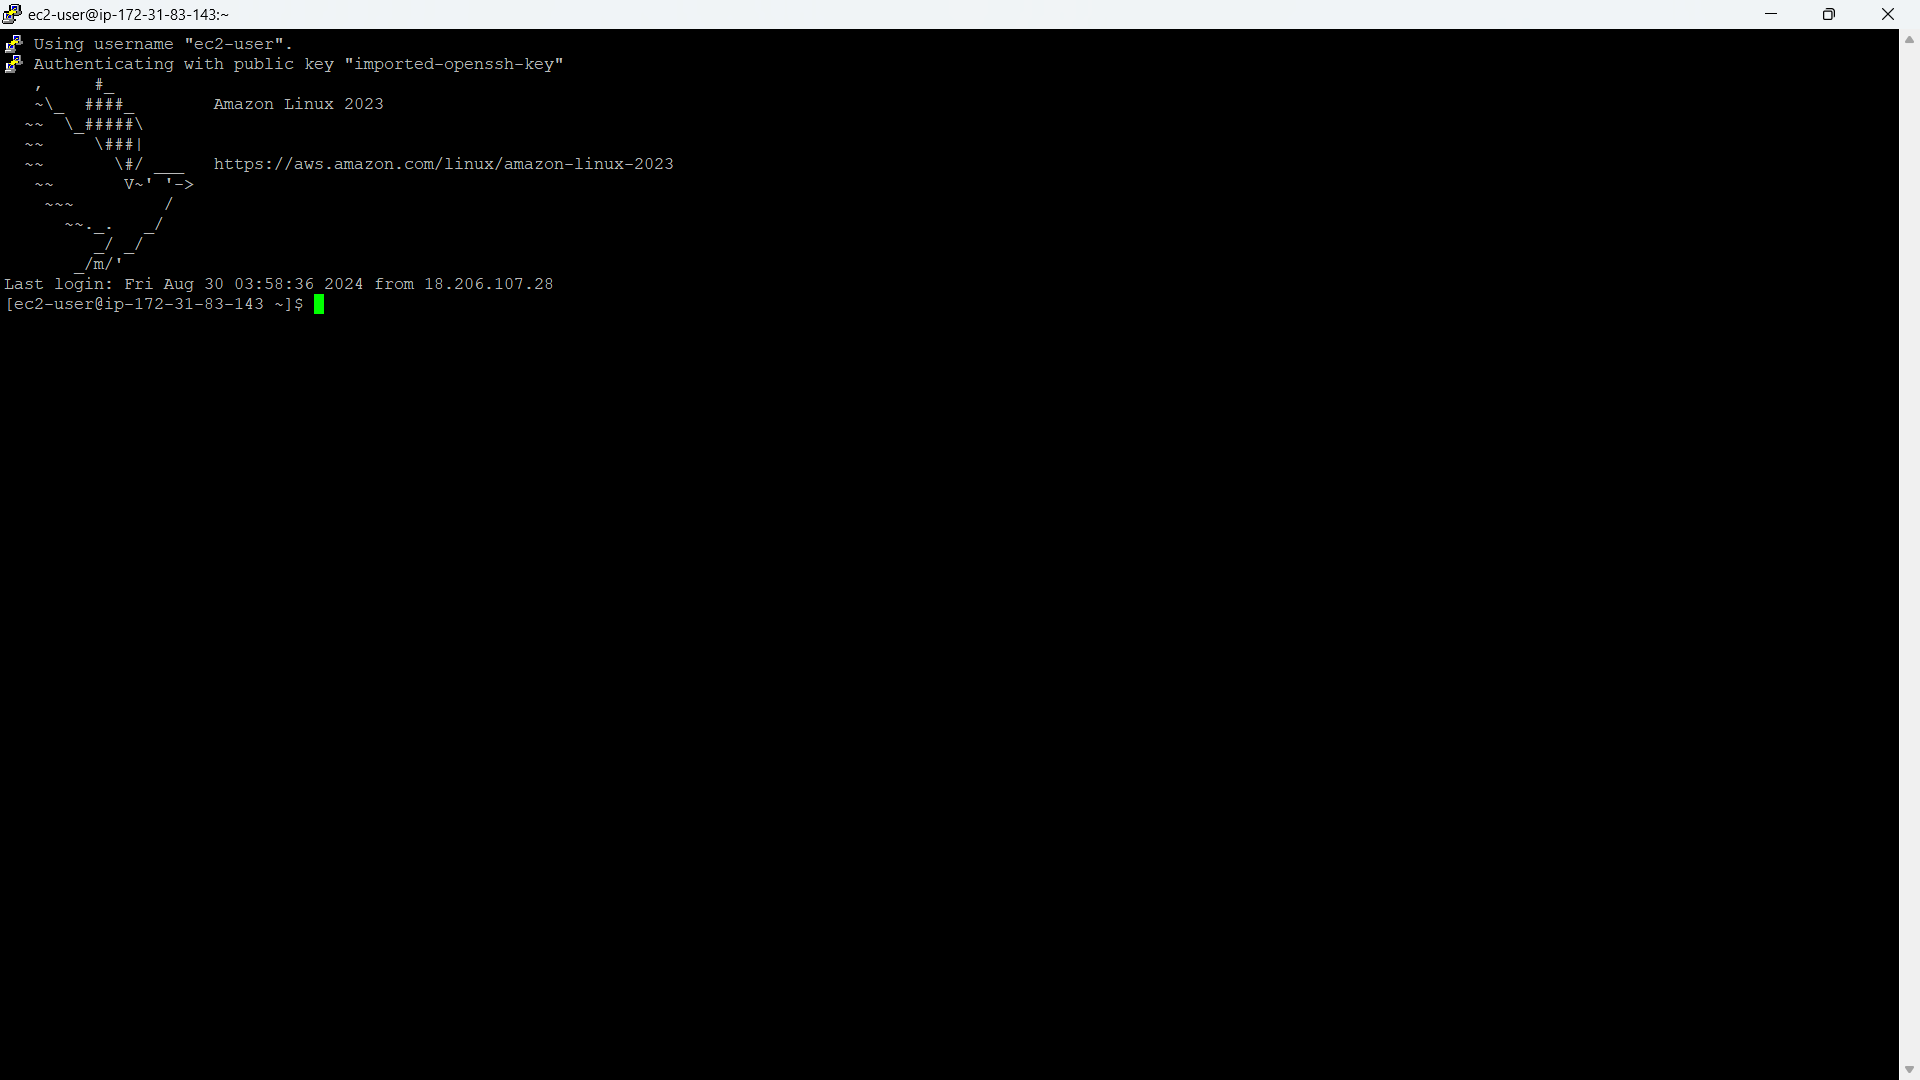 ec2-user@ip-172-31-83-143:~
Using username "ec2-user".
Authenticating with public key "imported-openssh-key"
   ,     #_
   ~\_  ####_        Amazon Linux 2023
  ~~  \_#####\
  ~~     \###|
  ~~       \#/ ___   https://aws.amazon.com/linux/amazon-linux-2023
   ~~       V~' '->
    ~~~         /
      ~~._.   _/
         _/ _/
       _/m/'
Last login: Fri Aug 30 03:58:36 2024 from 18.206.107.28
[ec2-user@ip-172-31-83-143 ~]$